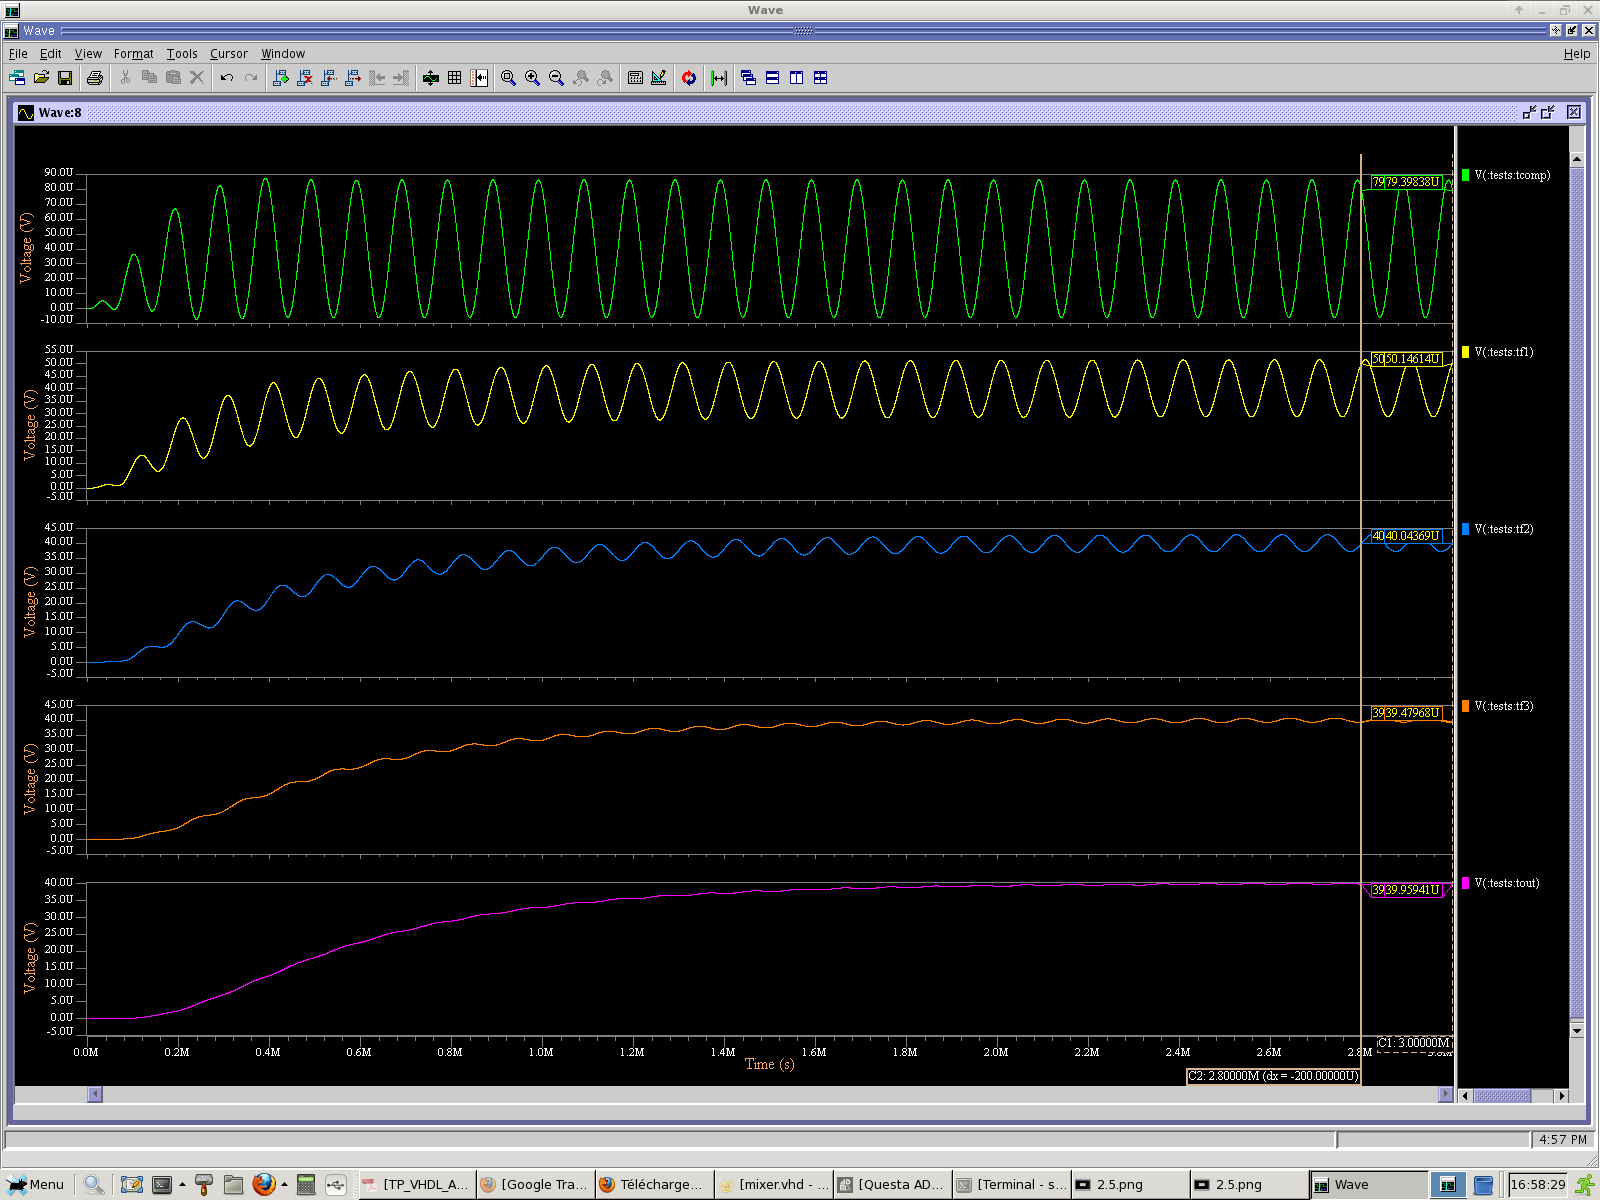 Wave
Wave
File Edit View Format Tools Cursor Window Help
Wave:8
90.0U
80.0U
70.0U
60.0U
50.0U
40.0U
30.0U
20.0U
10.0U
0.0U
-10.0U
Voltage (V)
79.39838U
V(:tests:tcomp)
55.0U
50.0U
45.0U
40.0U
35.0U
30.0U
25.0U
20.0U
15.0U
10.0U
5.0U
0.0U
-5.0U
Voltage (V)
50.14614U
V(:tests:tf1)
45.0U
40.0U
35.0U
30.0U
25.0U
20.0U
15.0U
10.0U
5.0U
0.0U
-5.0U
Voltage (V)
40.04369U
V(:tests:tf2)
45.0U
40.0U
35.0U
30.0U
25.0U
20.0U
15.0U
10.0U
5.0U
0.0U
-5.0U
Voltage (V)
39.47968U
V(:tests:tf3)
40.0U
35.0U
30.0U
25.0U
20.0U
15.0U
10.0U
5.0U
0.0U
-5.0U
Voltage (V)
39.95941U
V(:tests:tout)
0.0M 0.2M 0.4M 0.6M 0.8M 1.0M 1.2M 1.4M 1.6M 1.8M 2.0M 2.2M 2.4M 2.6M 2.8M
C1: 3.00000M
Time (s)
C2: 2.80000M (dx = -200.00000U)
4:57 PM
Menu [TP_VHDL_A... [Google Tra... Télécharge... [mixer.vhd - ... [Questa AD... [Terminal - s... 2.5.png 2.5.png Wave 16:58:29